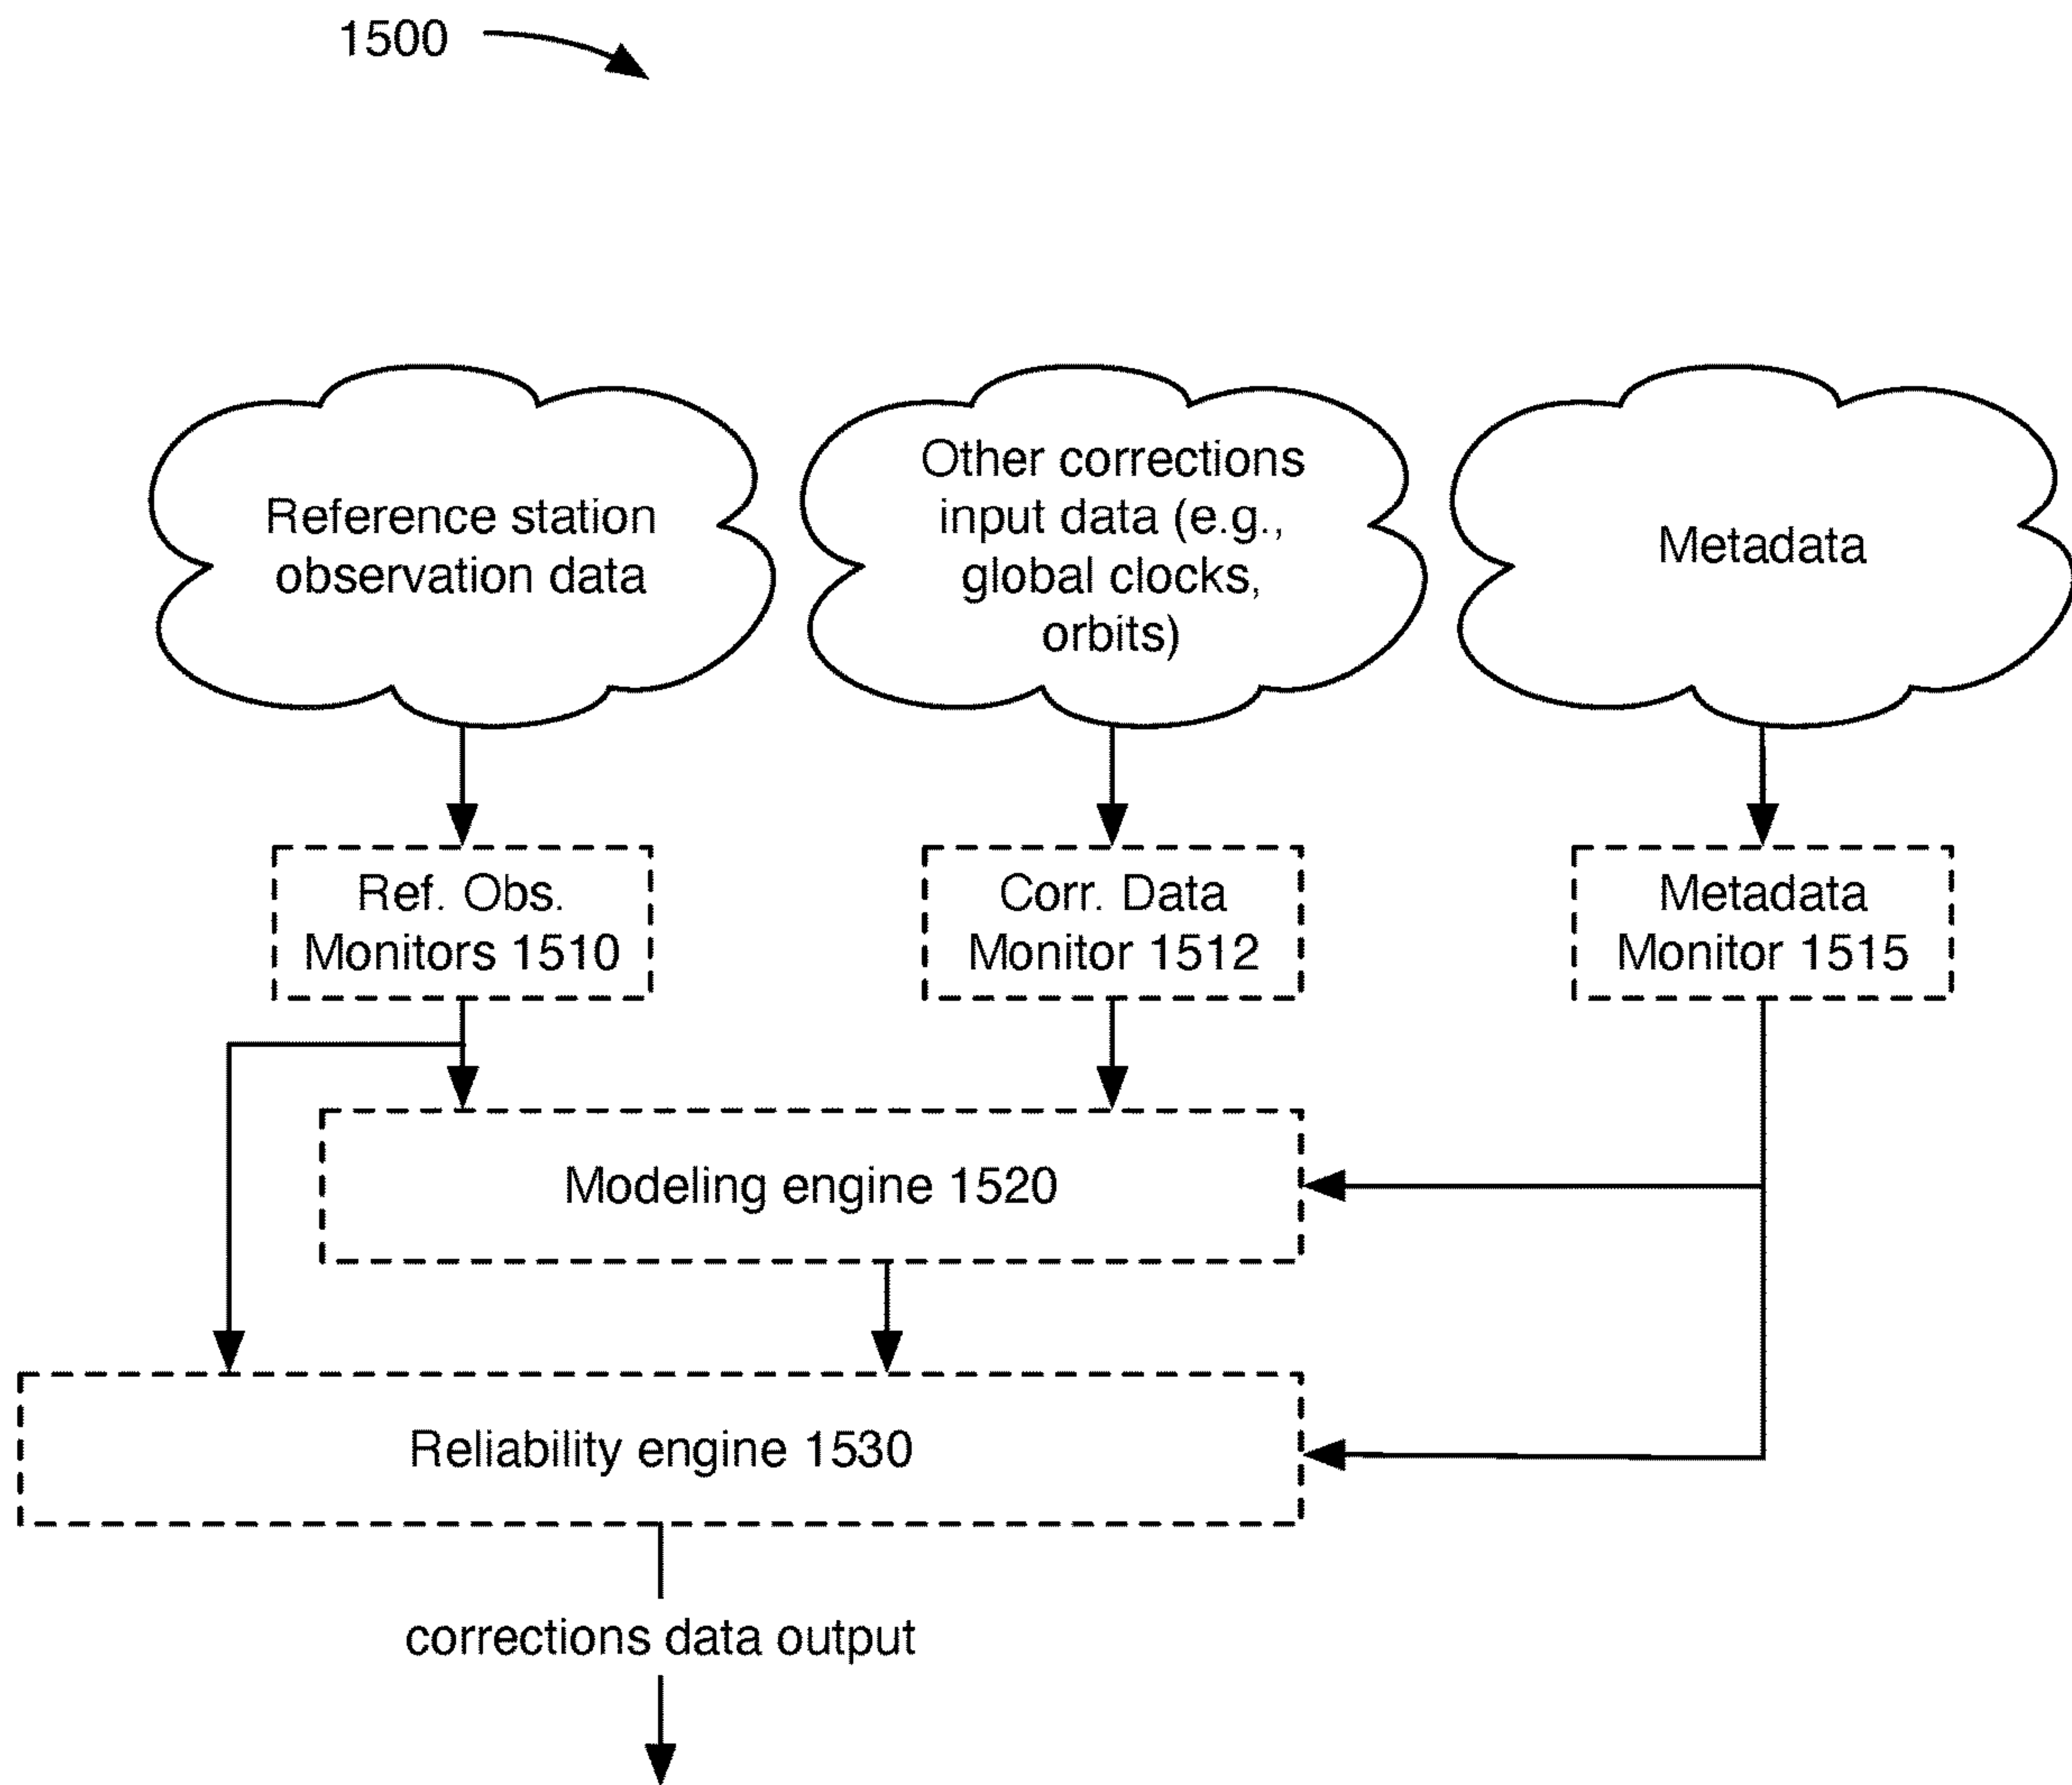 1500
Reference station
observation data
Other corrections
input data (e.g.,
global clocks,
orbits)
Metadata
Ref. Obs.
Monitors 1510
Corr. Data
Monitor 1512
Metadata
Monitor 1515
Modeling engine 1520
Reliability engine 1530
corrections data output